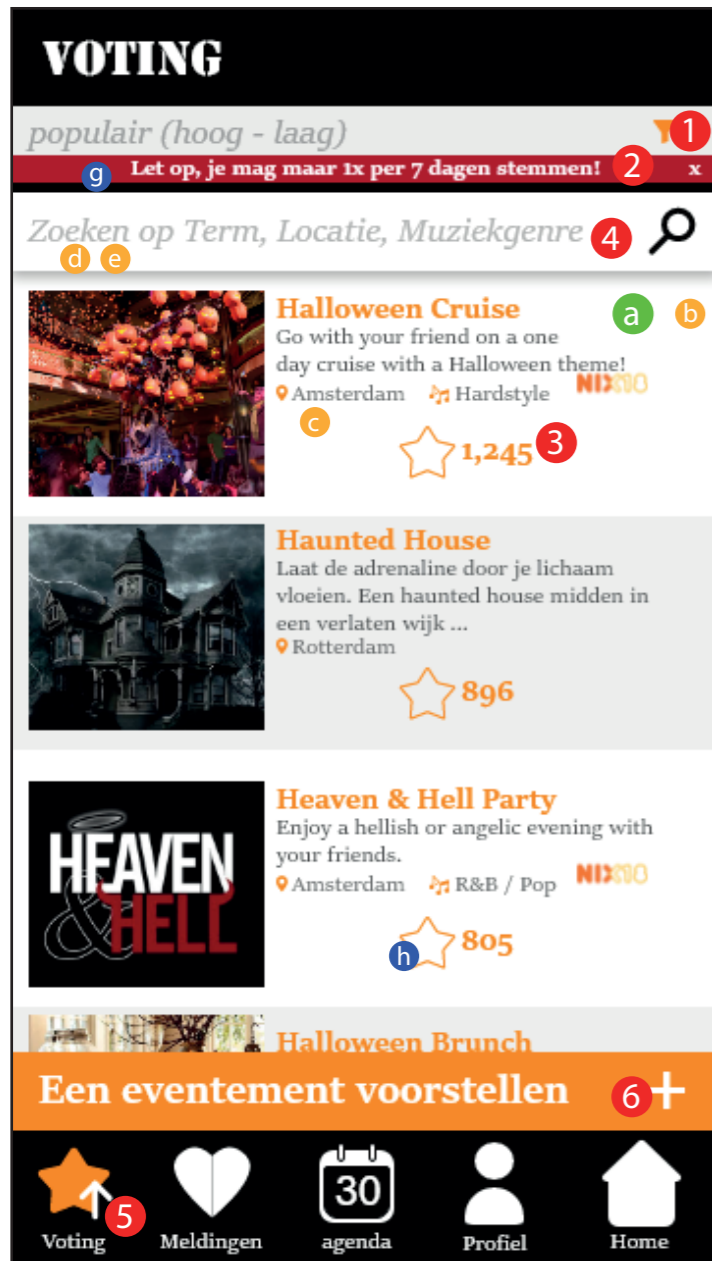 VOTING
populair (hoog - laag)
1
g
Let op, je mag maar 1x per 7 dagen stemmen!
2
x
Zoeken op Term, Locatie, Muziekgenre
4
d
e
Halloween Cruise
a
b
Go with your friend on a one
day cruise with a Halloween theme!
Amsterdam
Hardstyle
NIX18
c
1,245
3
Haunted House
Laat de adrenaline door je lichaam
vloeien. Een haunted house midden in
een verlaten wijk ...
Rotterdam
896
HEAVEN
& HELL
Heaven & Hell Party
Enjoy a hellish or angelic evening with
your friends.
Amsterdam
R&B / Pop
NIX18
h
805
Halloween Brunch
Een eventement voorstellen
6
+
30
5
Voting
Meldingen
agenda
Profiel
Home